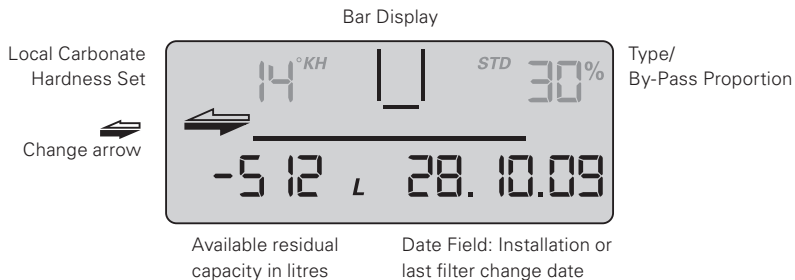 Bar Display
Local Carbonate
Hardness Set
14 °KH
STD 30%
Type/
By-Pass Proportion
Change arrow
-512 L 28.10.09
Available residual
capacity in litres
Date Field: Installation or
last filter change date